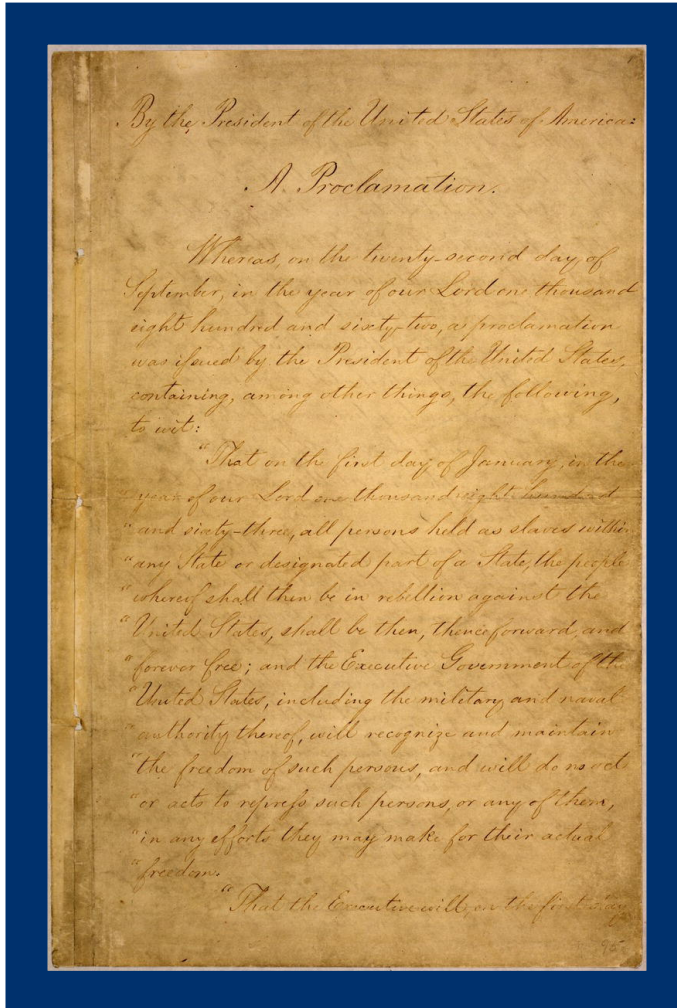 By the President of the United States of America:
A Proclamation.
Whereas, on the twenty-second day of
September, in the year of our Lord one thousand
eight hundred and sixty-two, a proclamation
was issued by the President of the United States,
containing, among other things, the following,
to wit:
"That on the first day of January, in the
"year of our Lord one thousand eight hundred
"and sixty-three, all persons held as slaves within
"any State or designated part of a State, the people
"whereof shall then be in rebellion against the
"United States, shall be then, thenceforward, and
"forever free; and the Executive Government of the
"United States, including the military and naval
"authority thereof, will recognize and maintain
"the freedom of such persons, and will do no act
"or acts to repress such persons, or any of them,
"in any efforts they may make for their actual
"freedom.
"That the Executive will, on the first day